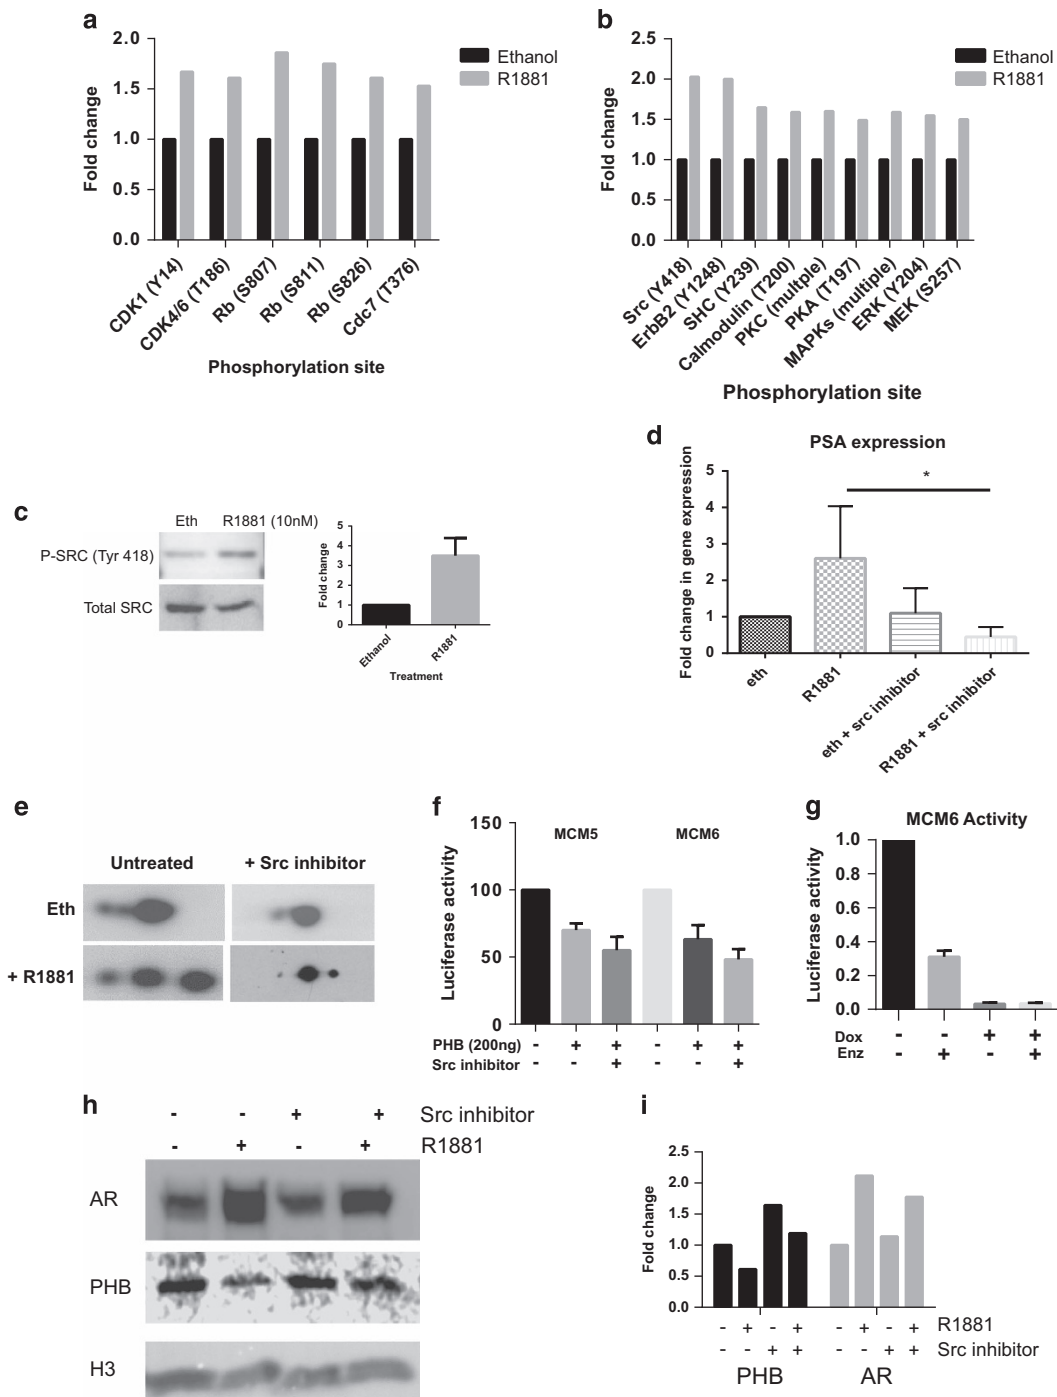 a
2.0
1.5
1.0
0.5
0.0
Fold change
Ethanol
R1881
CDK1 (Y14)
CDK4/6 (T186)
Rb (S807)
Rb (S811)
Rb (S826)
Cdc7 (T376)
Phosphorylation site
b
2.5
2.0
1.5
1.0
0.5
0.0
Fold change
Ethanol
R1881
Src (Y418)
ErbB2 (Y1248)
SHC (Y239)
Calmodulin (T200)
PKC (multple)
PKA (T197)
MAPKs (multiple)
ERK (Y204)
MEK (S257)
Phosphorylation site
c
Eth R1881 (10nM)
P-SRC (Tyr 418)
Total SRC
5
4
3
2
1
0
Fold change
Ethanol
R1881
Treatment
d
PSA expression
5
4
3
2
1
0
Fold change in gene expression
*
eth
R1881
eth + src inhibitor
R1881 + src inhibitor
e
Untreated + Src inhibitor
Eth
+ R1881
f
150
100
50
0
Luciferase activity
MCM5 MCM6
PHB (200ng) - + + - + +
Src inhibitor - - + - - +
g
MCM6 Activity
1.0
0.8
0.6
0.4
0.2
0.0
Luciferase activity
Dox - - + +
Enz - + - +
h
- - + + Src inhibitor
- + - + R1881
AR
PHB
H3
i
2.5
2.0
1.5
1.0
0.5
0.0
Fold change
- + - + - + - + R1881
- - + + - - + + Src inhibitor
PHB AR